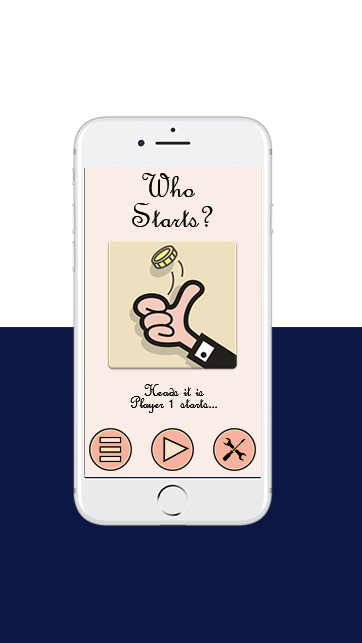 Who
Starts?
Heads it is
Player 1 starts...